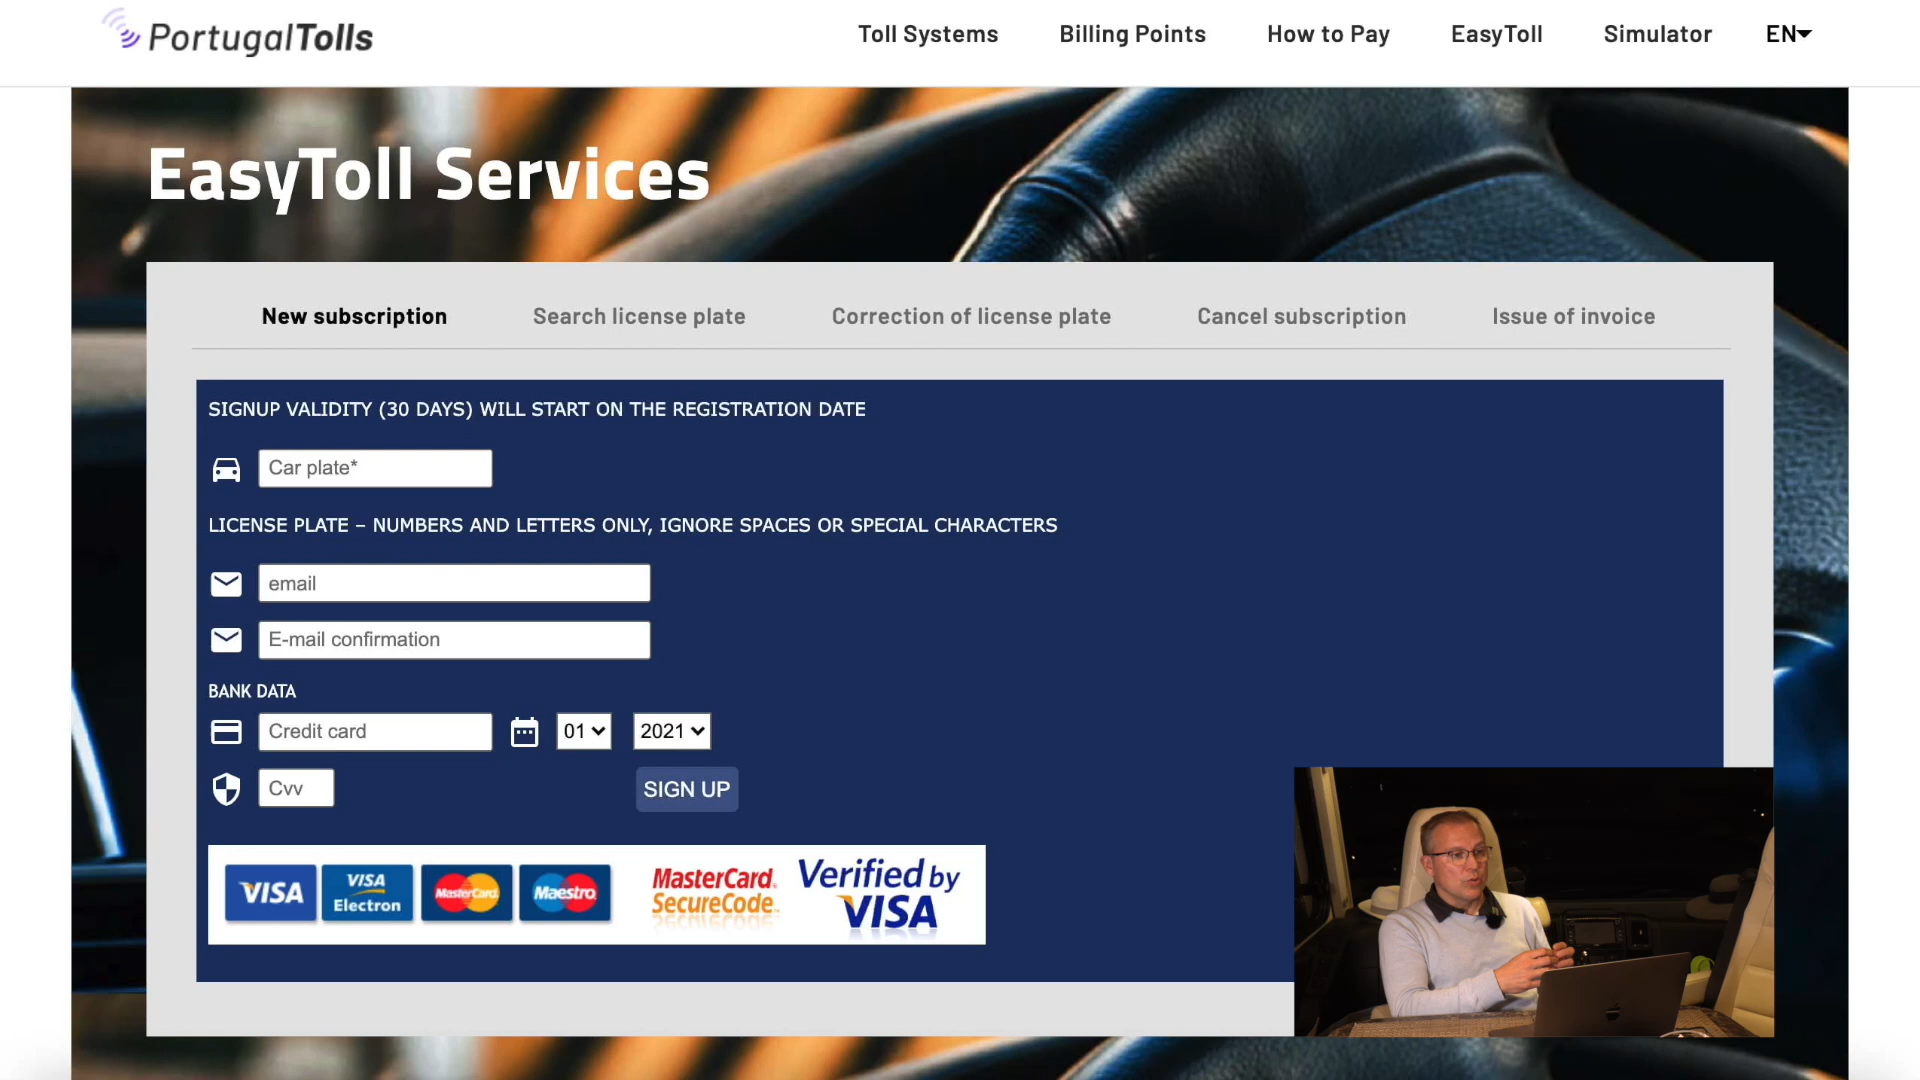 PortugalTolls
Toll Systems
Billing Points
How to Pay
EasyToll
Simulator
EN
EasyToll Services
New subscription
Search license plate
Correction of license plate
Cancel subscription
Issue of invoice
SIGNUP VALIDITY (30 DAYS) WILL START ON THE REGISTRATION DATE
Car plate*
LICENSE PLATE – NUMBERS AND LETTERS ONLY, IGNORE SPACES OR SPECIAL CHARACTERS
email
E-mail confirmation
BANK DATA
Credit card
01
2021
Cvv
SIGN UP
VISA
VISA
Electron
MasterCard
Maestro
MasterCard.
SecureCode.
Verified by
VISA